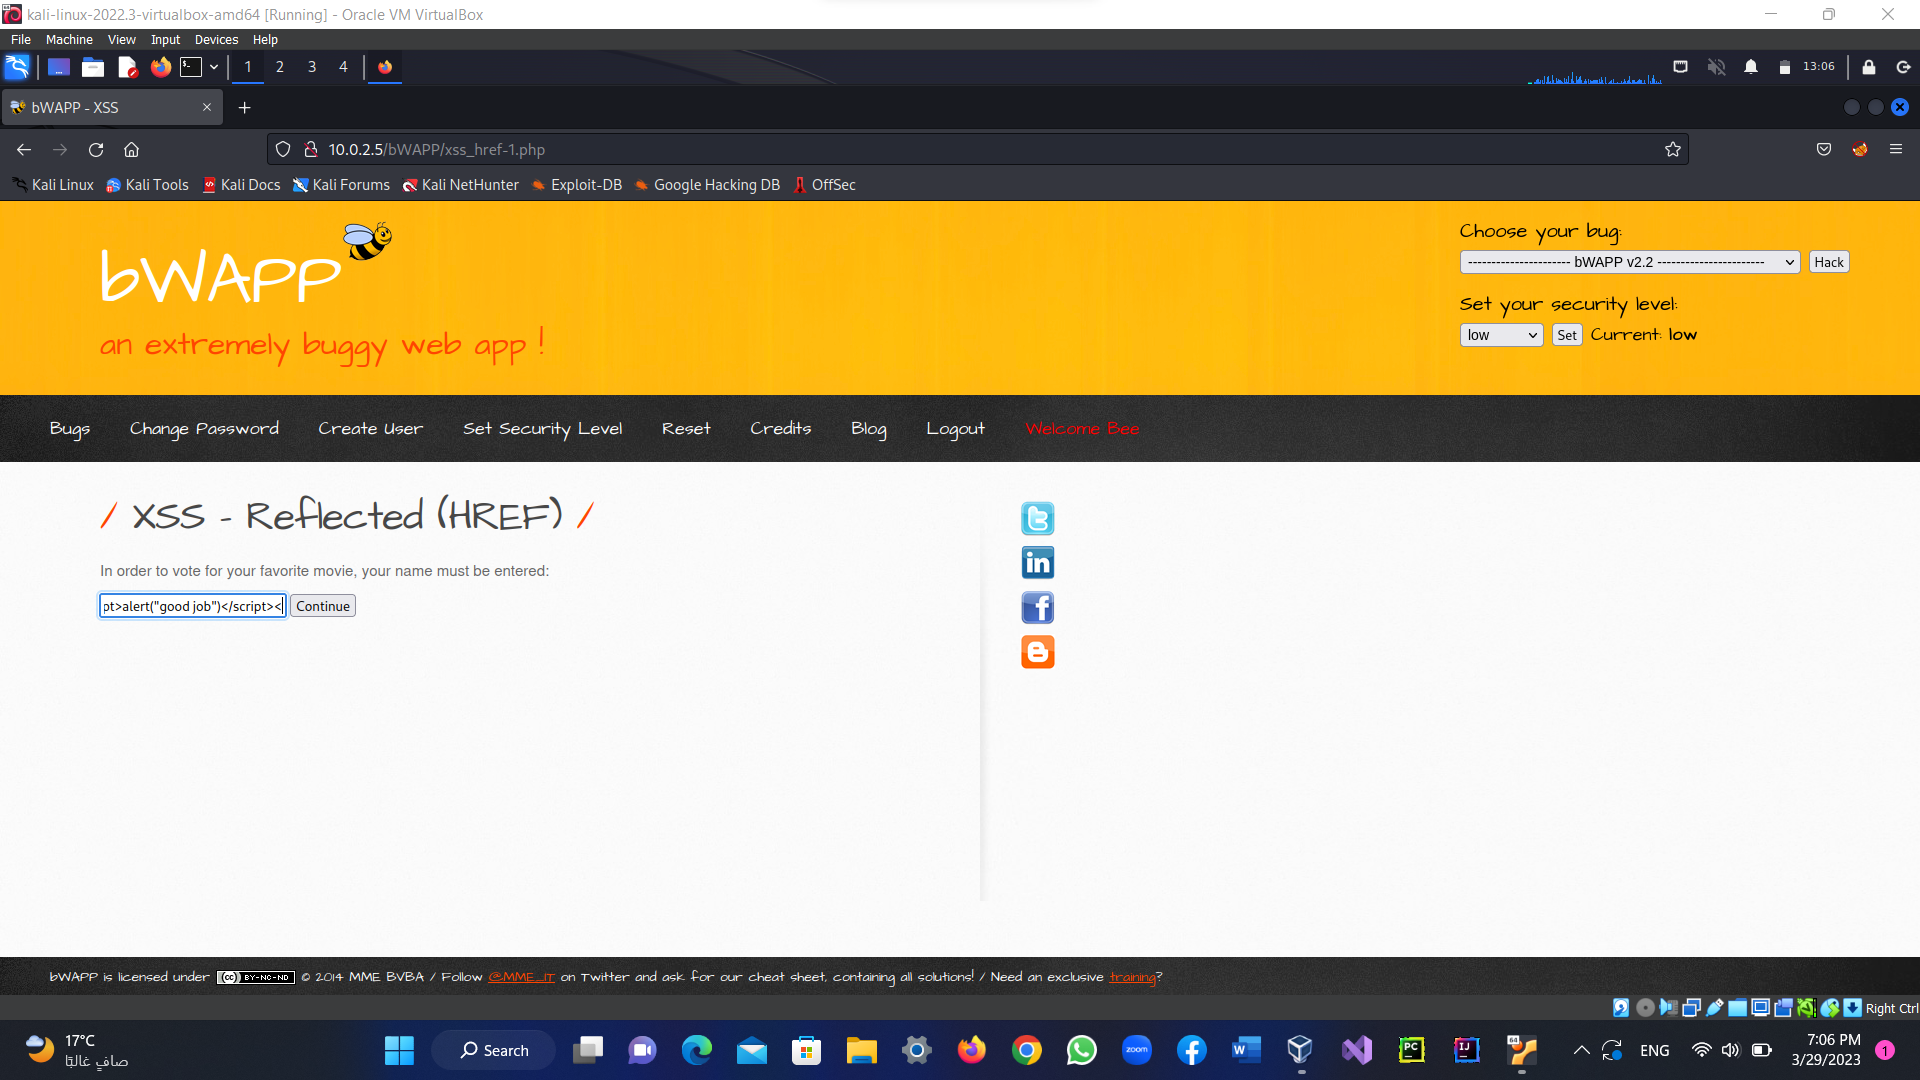 kali-linux-2022.3-virtualbox-amd64 [Running] - Oracle VM VirtualBox
File Machine View Input Devices Help
1 2 3 4
13:06
bWAPP - XSS
10.0.2.5/bWAPP/xss_href-1.php
Kali Linux Kali Tools Kali Docs Kali Forums Kali NetHunter Exploit-DB Google Hacking DB OffSec
bWAPP
an extremely buggy web app !
Choose your bug:
---------------------- bWAPP v2.2 ----------------------- Hack
Set your security level:
low Set Current: low
Bugs Change Password Create User Set Security Level Reset Credits Blog Logout Welcome Bee
/ XSS - Reflected (HREF) /
In order to vote for your favorite movie, your name must be entered:
pt>alert("good job")</script>< Continue
bWAPP is licensed under (cc) BY-NC-ND © 2014 MME BVBA / Follow @MME_IT on Twitter and ask for our cheat sheet, containing all solutions! / Need an exclusive training?
Right Ctrl
17°C
صافٍ غالبًا
Search
zoom
W
PC
IJ
64
ENG
7:06 PM
3/29/2023
1